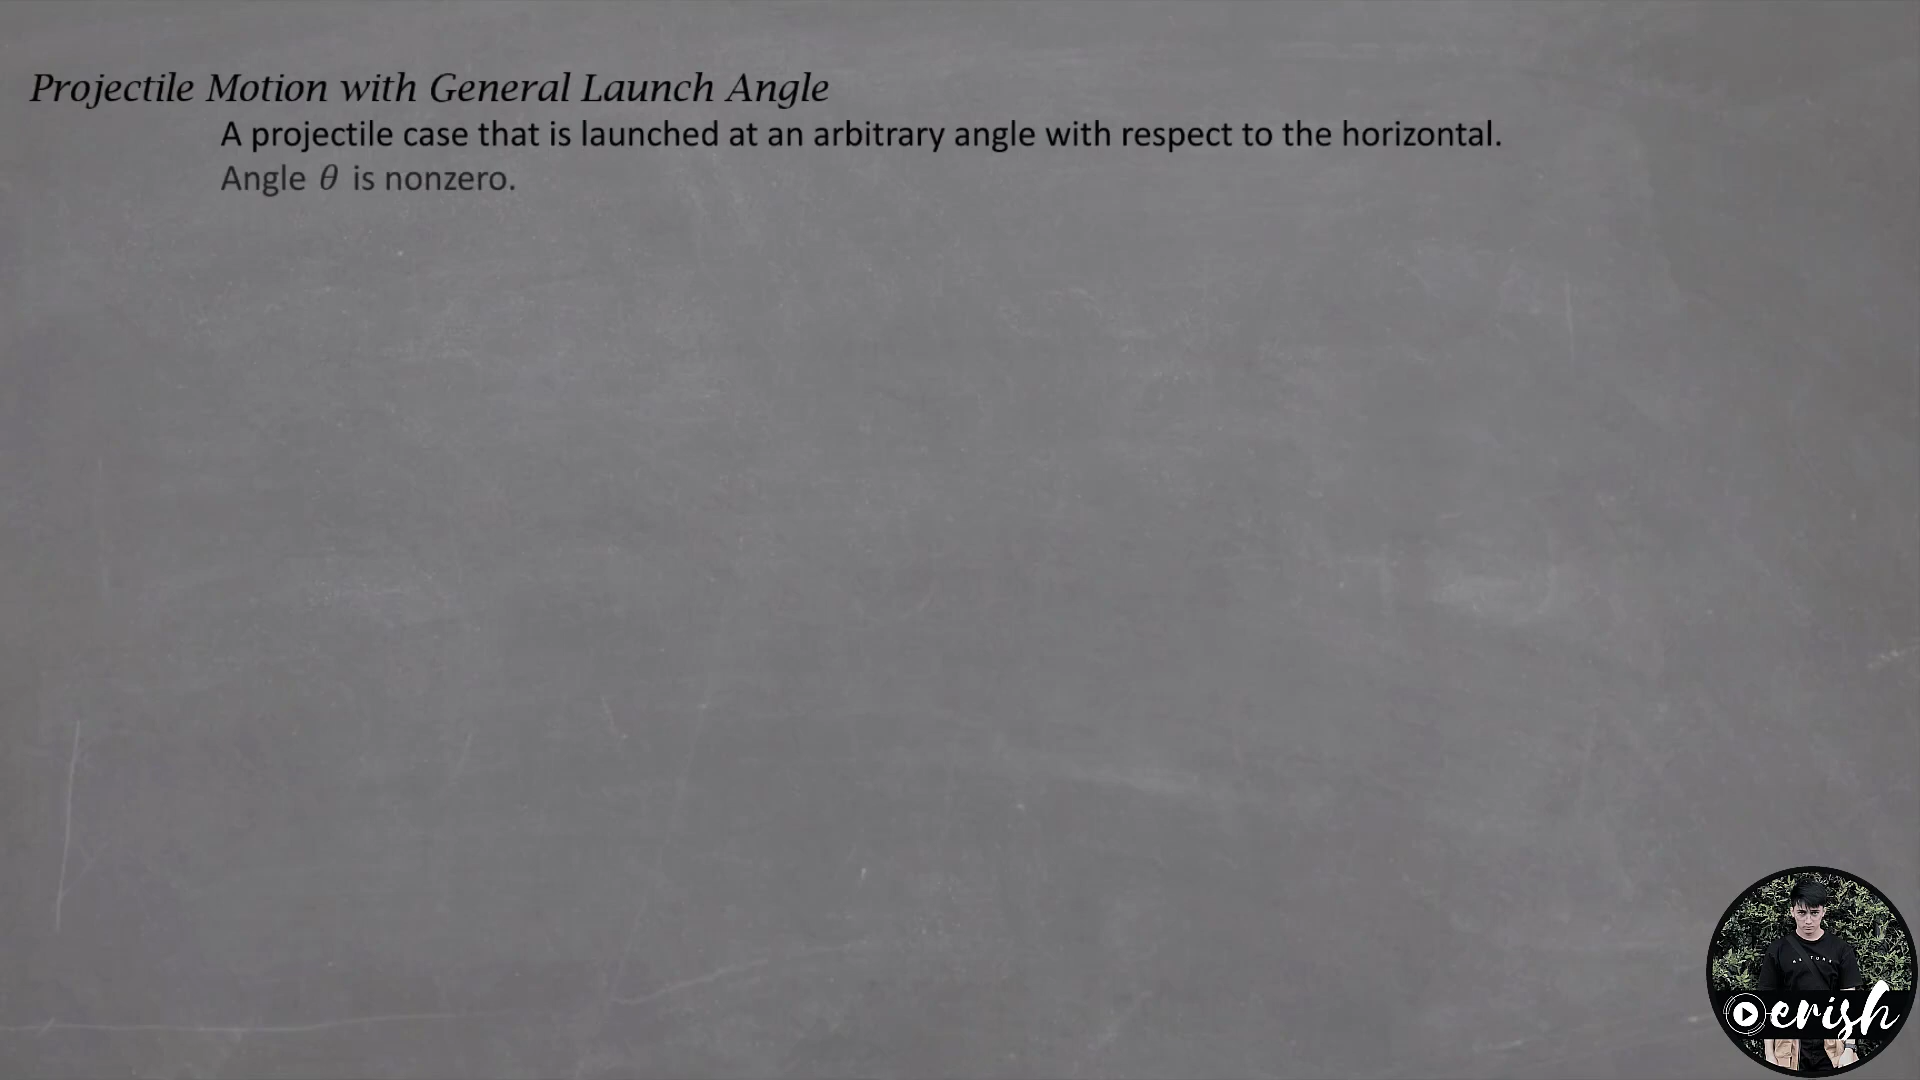 Projectile Motion with General Launch Angle
A projectile case that is launched at an arbitrary angle with respect to the horizontal.
Angle θ is nonzero.
erish